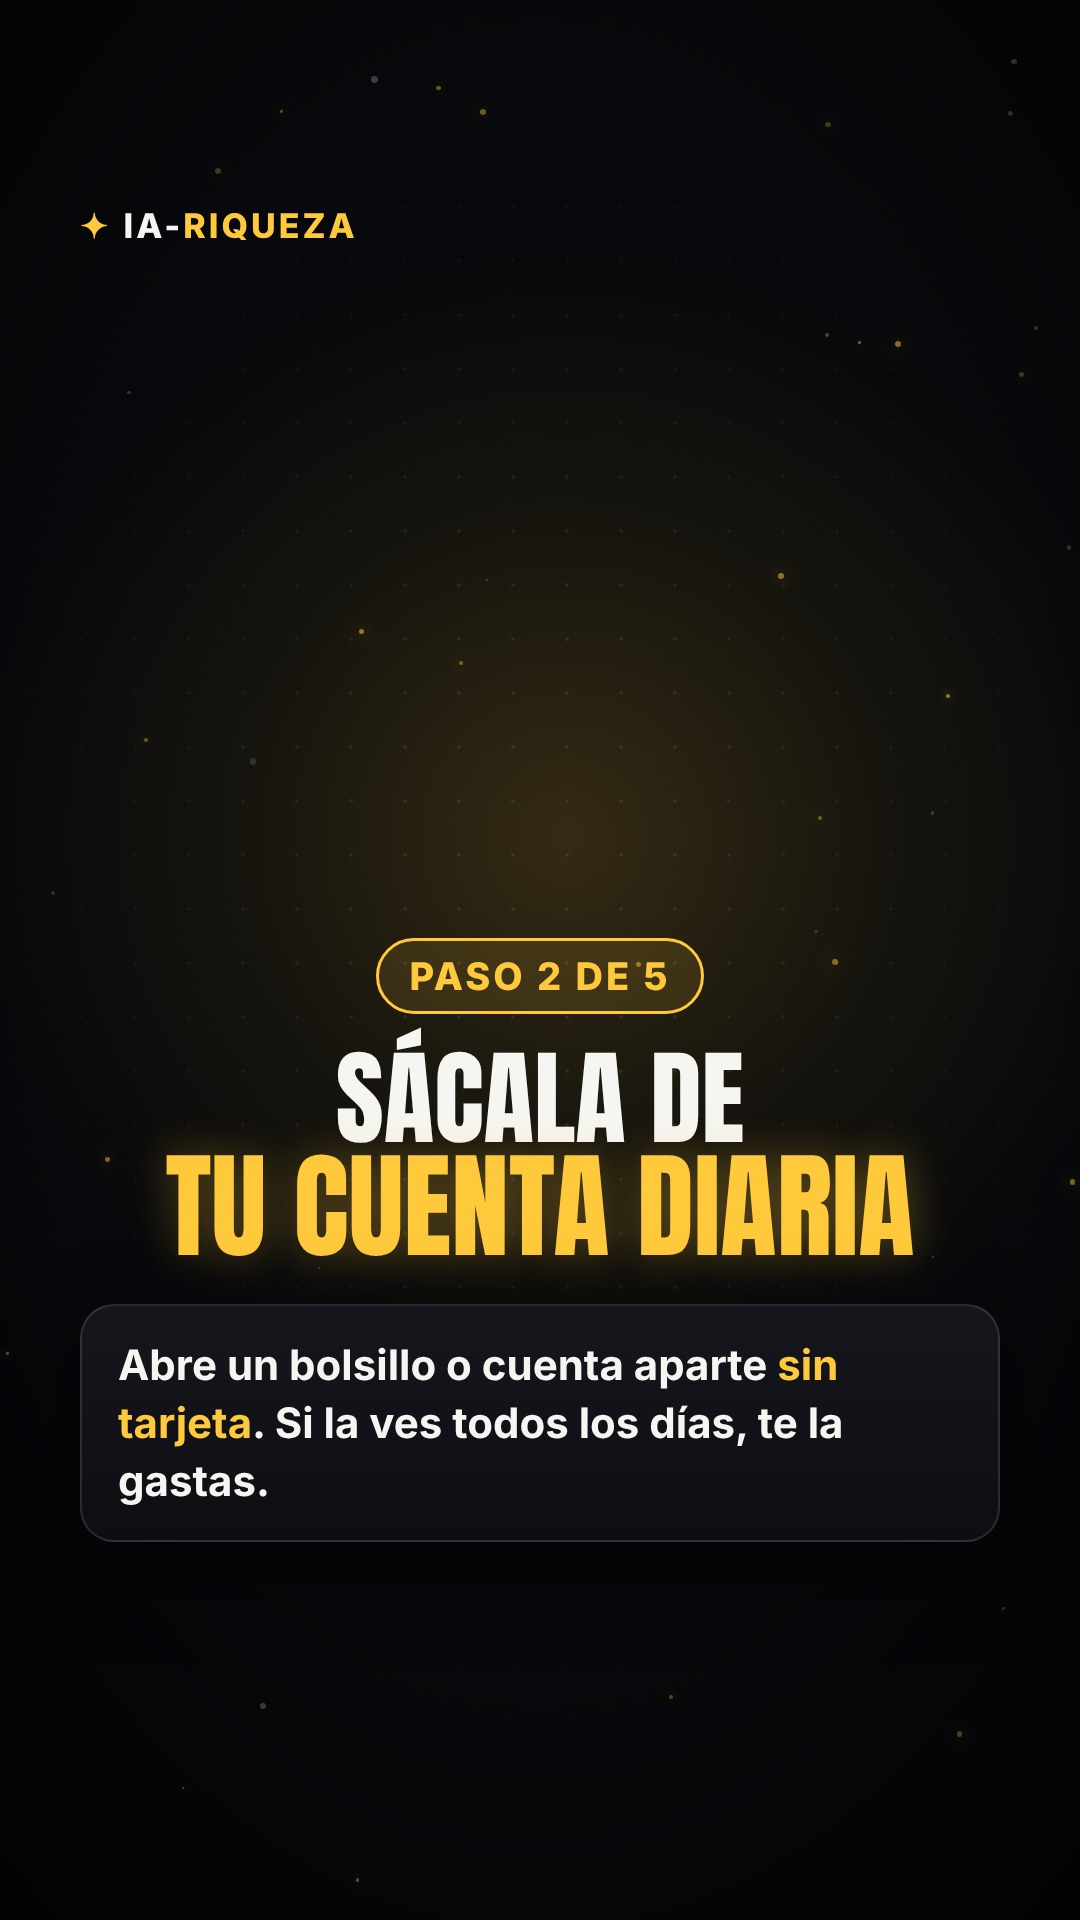 ✦ IA-RIQUEZA
PASO 2 DE 5
SÁCALA DE
TU CUENTA DIARIA
Abre un bolsillo o cuenta aparte sin
tarjeta. Si la ves todos los días, te la
gastas.